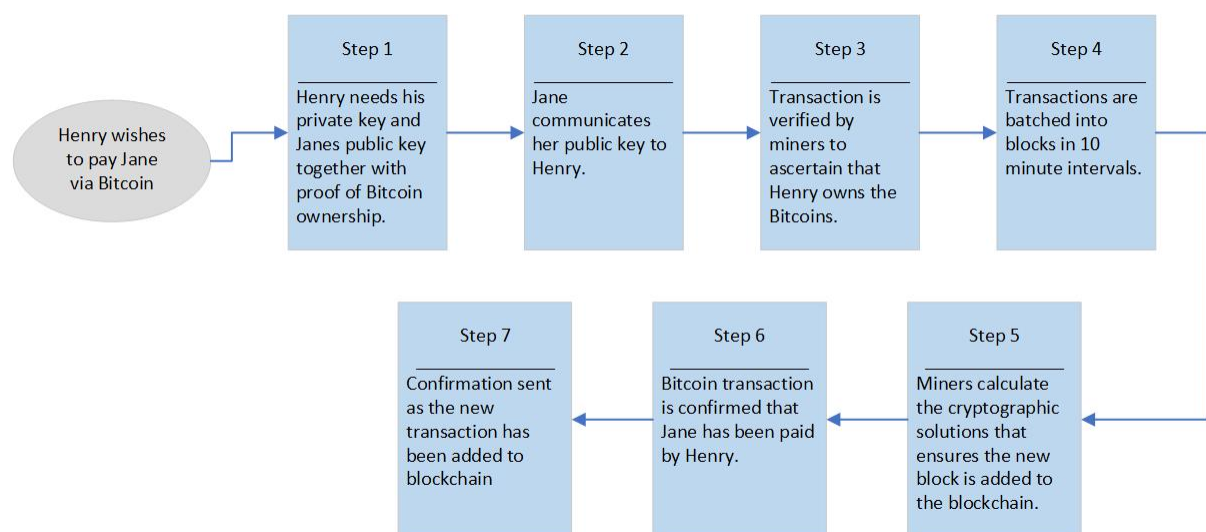 Henry wishes
to pay Jane
via Bitcoin
Step 1
Henry needs his
private key and
Janes public key
together with
proof of Bitcoin
ownership.
Step 2
Jane
communicates
her public key to
Henry.
Step 3
Transaction is
verified by
miners to
ascertain that
Henry owns the
Bitcoins.
Step 4
Transactions are
batched into
blocks in 10
minute intervals.
Step 5
Miners calculate
the cryptographic
solutions that
ensures the new
block is added to
the blockchain.
Step 6
Bitcoin transaction
is confirmed that
Jane has been paid
by Henry.
Step 7
Confirmation sent
as the new
transaction has
been added to
blockchain